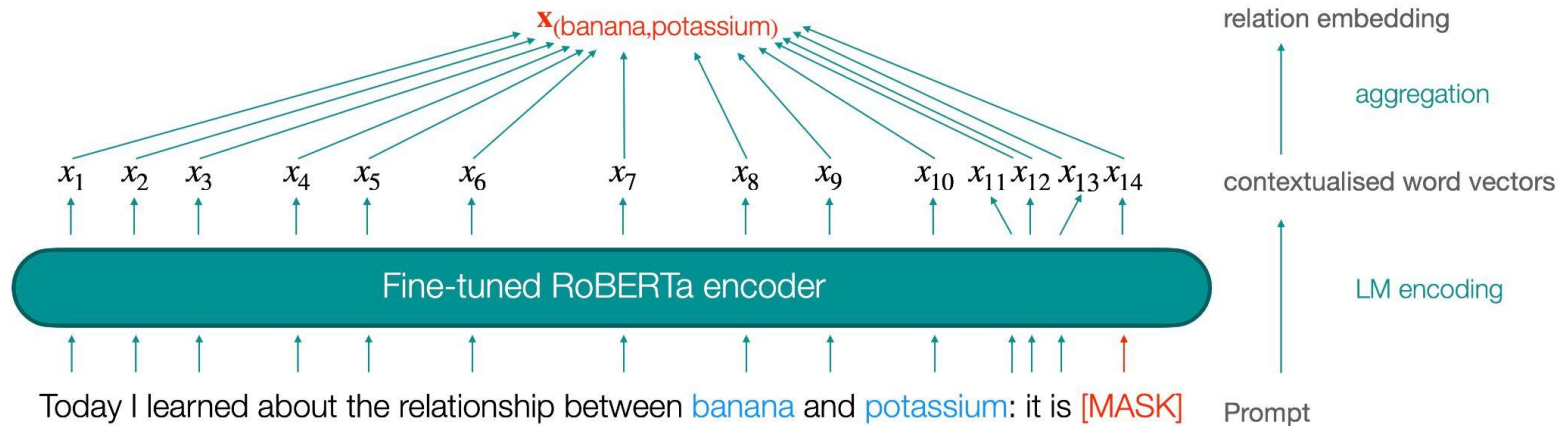 x(banana,potassium) relation embedding
aggregation
x1 x2 x3 x4 x5 x6 x7 x8 x9 x10 x11 x12 x13 x14 contextualised word vectors
Fine-tuned RoBERTa encoder LM encoding
Today I learned about the relationship between banana and potassium: it is [MASK] Prompt